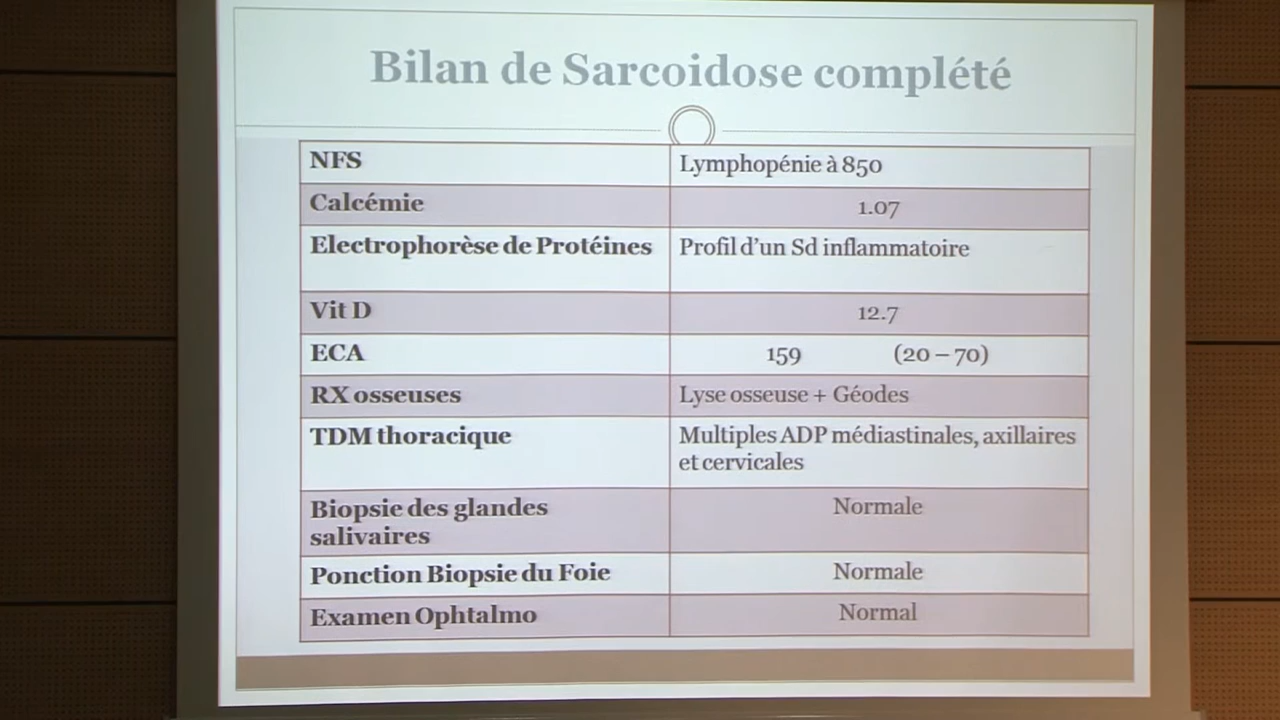 Bilan de Sarcoidose complété
NFS
Lymphopénie à 850
Calcémie
1.07
Electrophorèse de Protéines
Profil d'un Sd inflammatoire
Vit D
12.7
ECA
159 (20 – 70)
RX osseuses
Lyse osseuse + Géodes
TDM thoracique
Multiples ADP médiastinales, axillaires
et cervicales
Biopsie des glandes
salivaires
Normale
Ponction Biopsie du Foie
Normale
Examen Ophtalmo
Normal